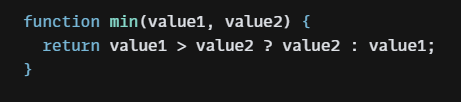 function min(value1, value2) {
  return value1 > value2 ? value2 : value1;
}